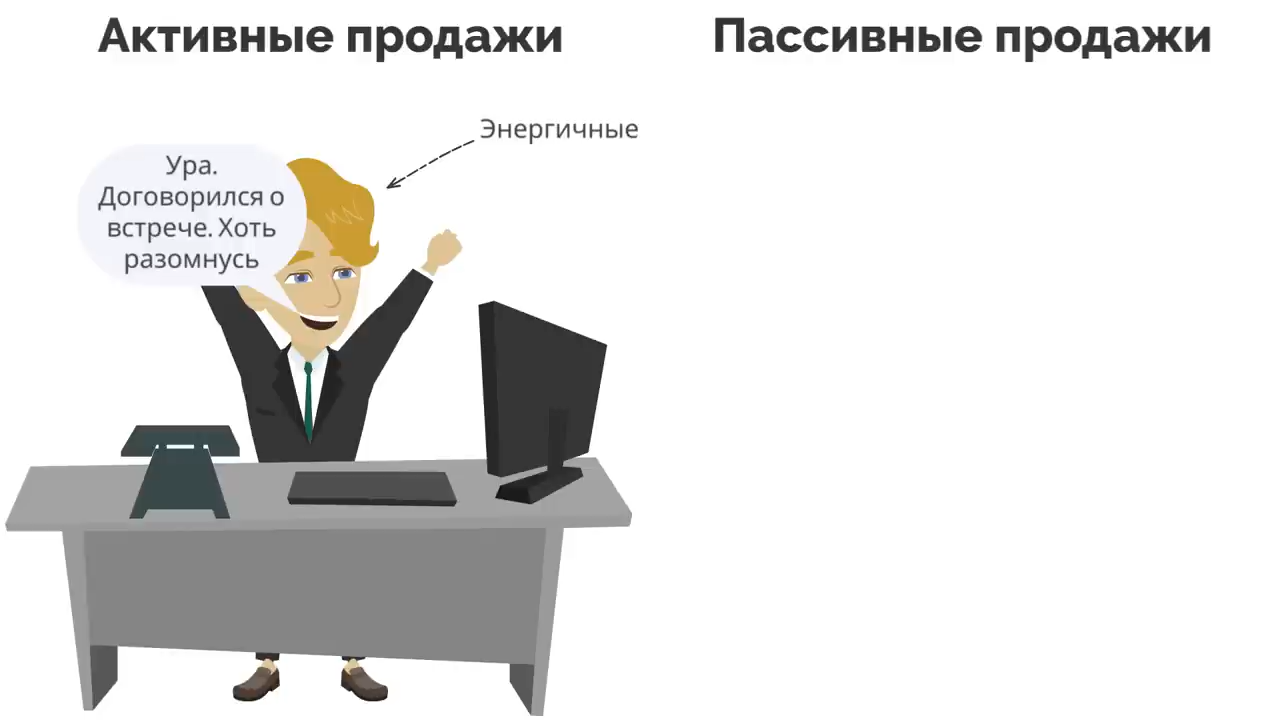 Активные продажи
Пассивные продажи
Энергичные
Ура.
Договорился о
встрече. Хоть
разомнусь